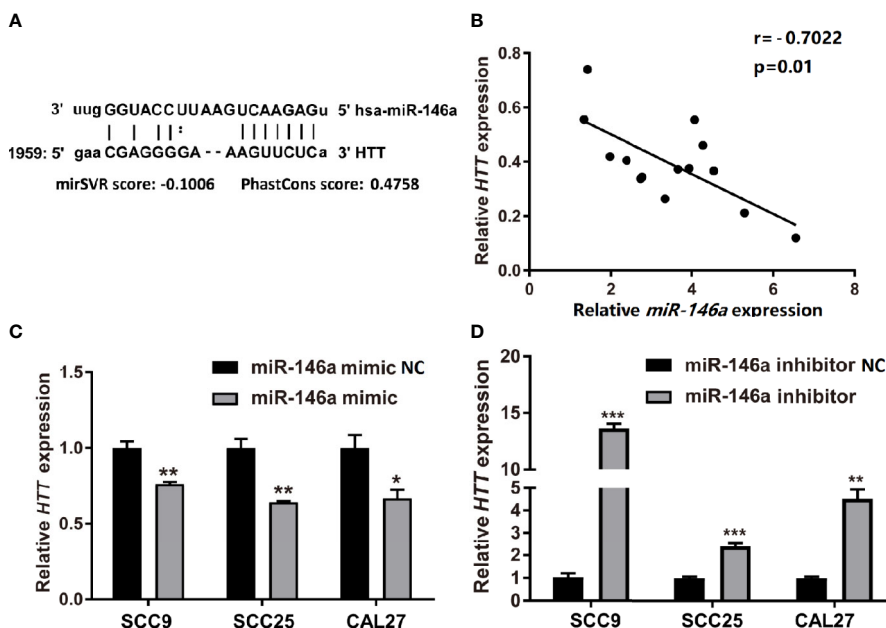 A
3' uug GGUACCUUAAGUCAAGAGu 5' hsa-miR-146a
| | | | : | | | | | | |
1959: 5' gaa CGAGGGGA - - AAGUUCUCa 3' HTT
mirSVR score: -0.1006 PhastCons score: 0.4758
B
r= - 0.7022
p=0.01
Relative HTT expression
0.8
0.6
0.4
0.2
0.0
0 2 4 6 8
Relative miR-146a expression
C
miR-146a mimic NC
miR-146a mimic
Relative HTT expression
1.5
1.0
0.5
0.0
** ** *
SCC9 SCC25 CAL27
D
miR-146a inhibitor NC
miR-146a inhibitor
Relative HTT expression
20
15
10
5
4
3
2
1
0
*** *** **
SCC9 SCC25 CAL27